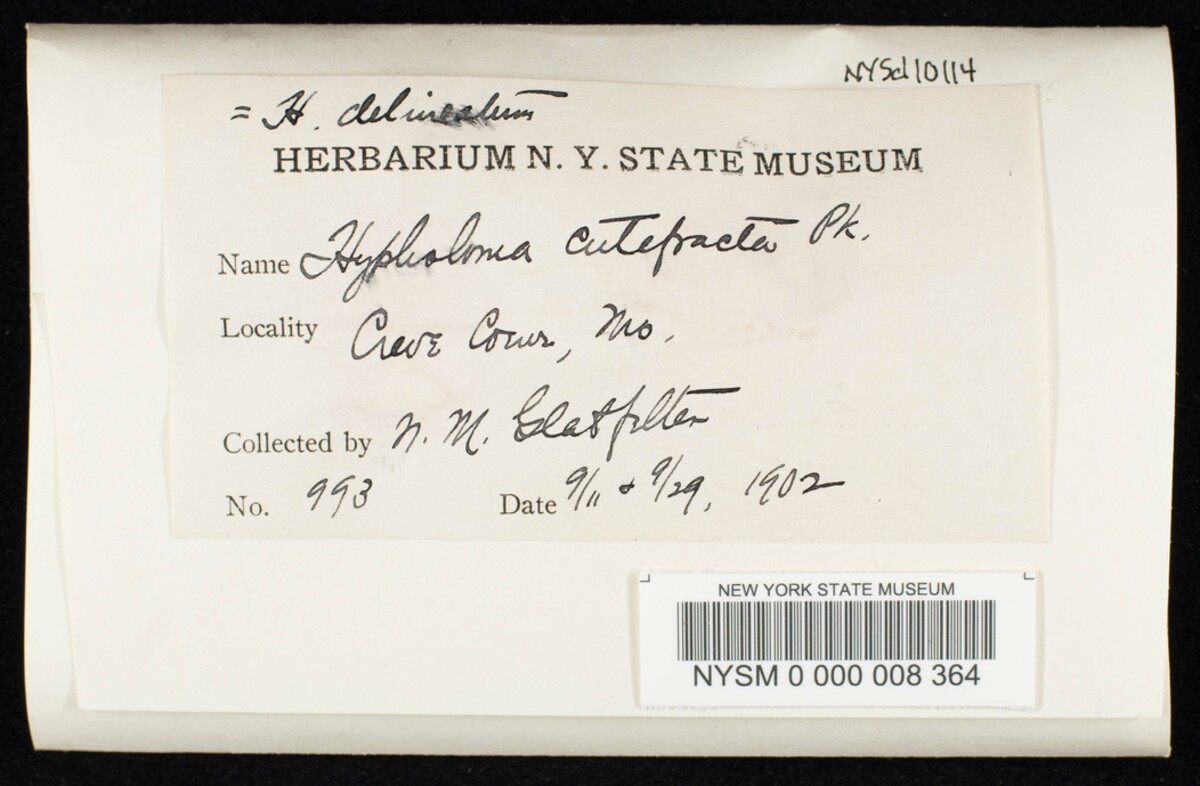 NYSd10114
= H. delineatum
HERBARIUM N. Y. STATE MUSEUM
Name Hypholoma cutefracta Pk.
Locality Creve Coeur, Mo.
Collected by N. M. Glatfelter
No. 993 Date 9/11 + 9/29, 1902
NEW YORK STATE MUSEUM
NYSM 0 000 008 364